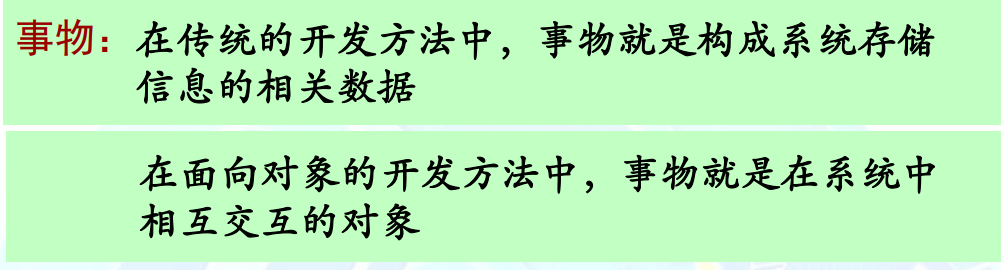 事物：在传统的开发方法中，事物就是构成系统存储
信息的相关数据
在面向对象的开发方法中，事物就是在系统中
相互交互的对象